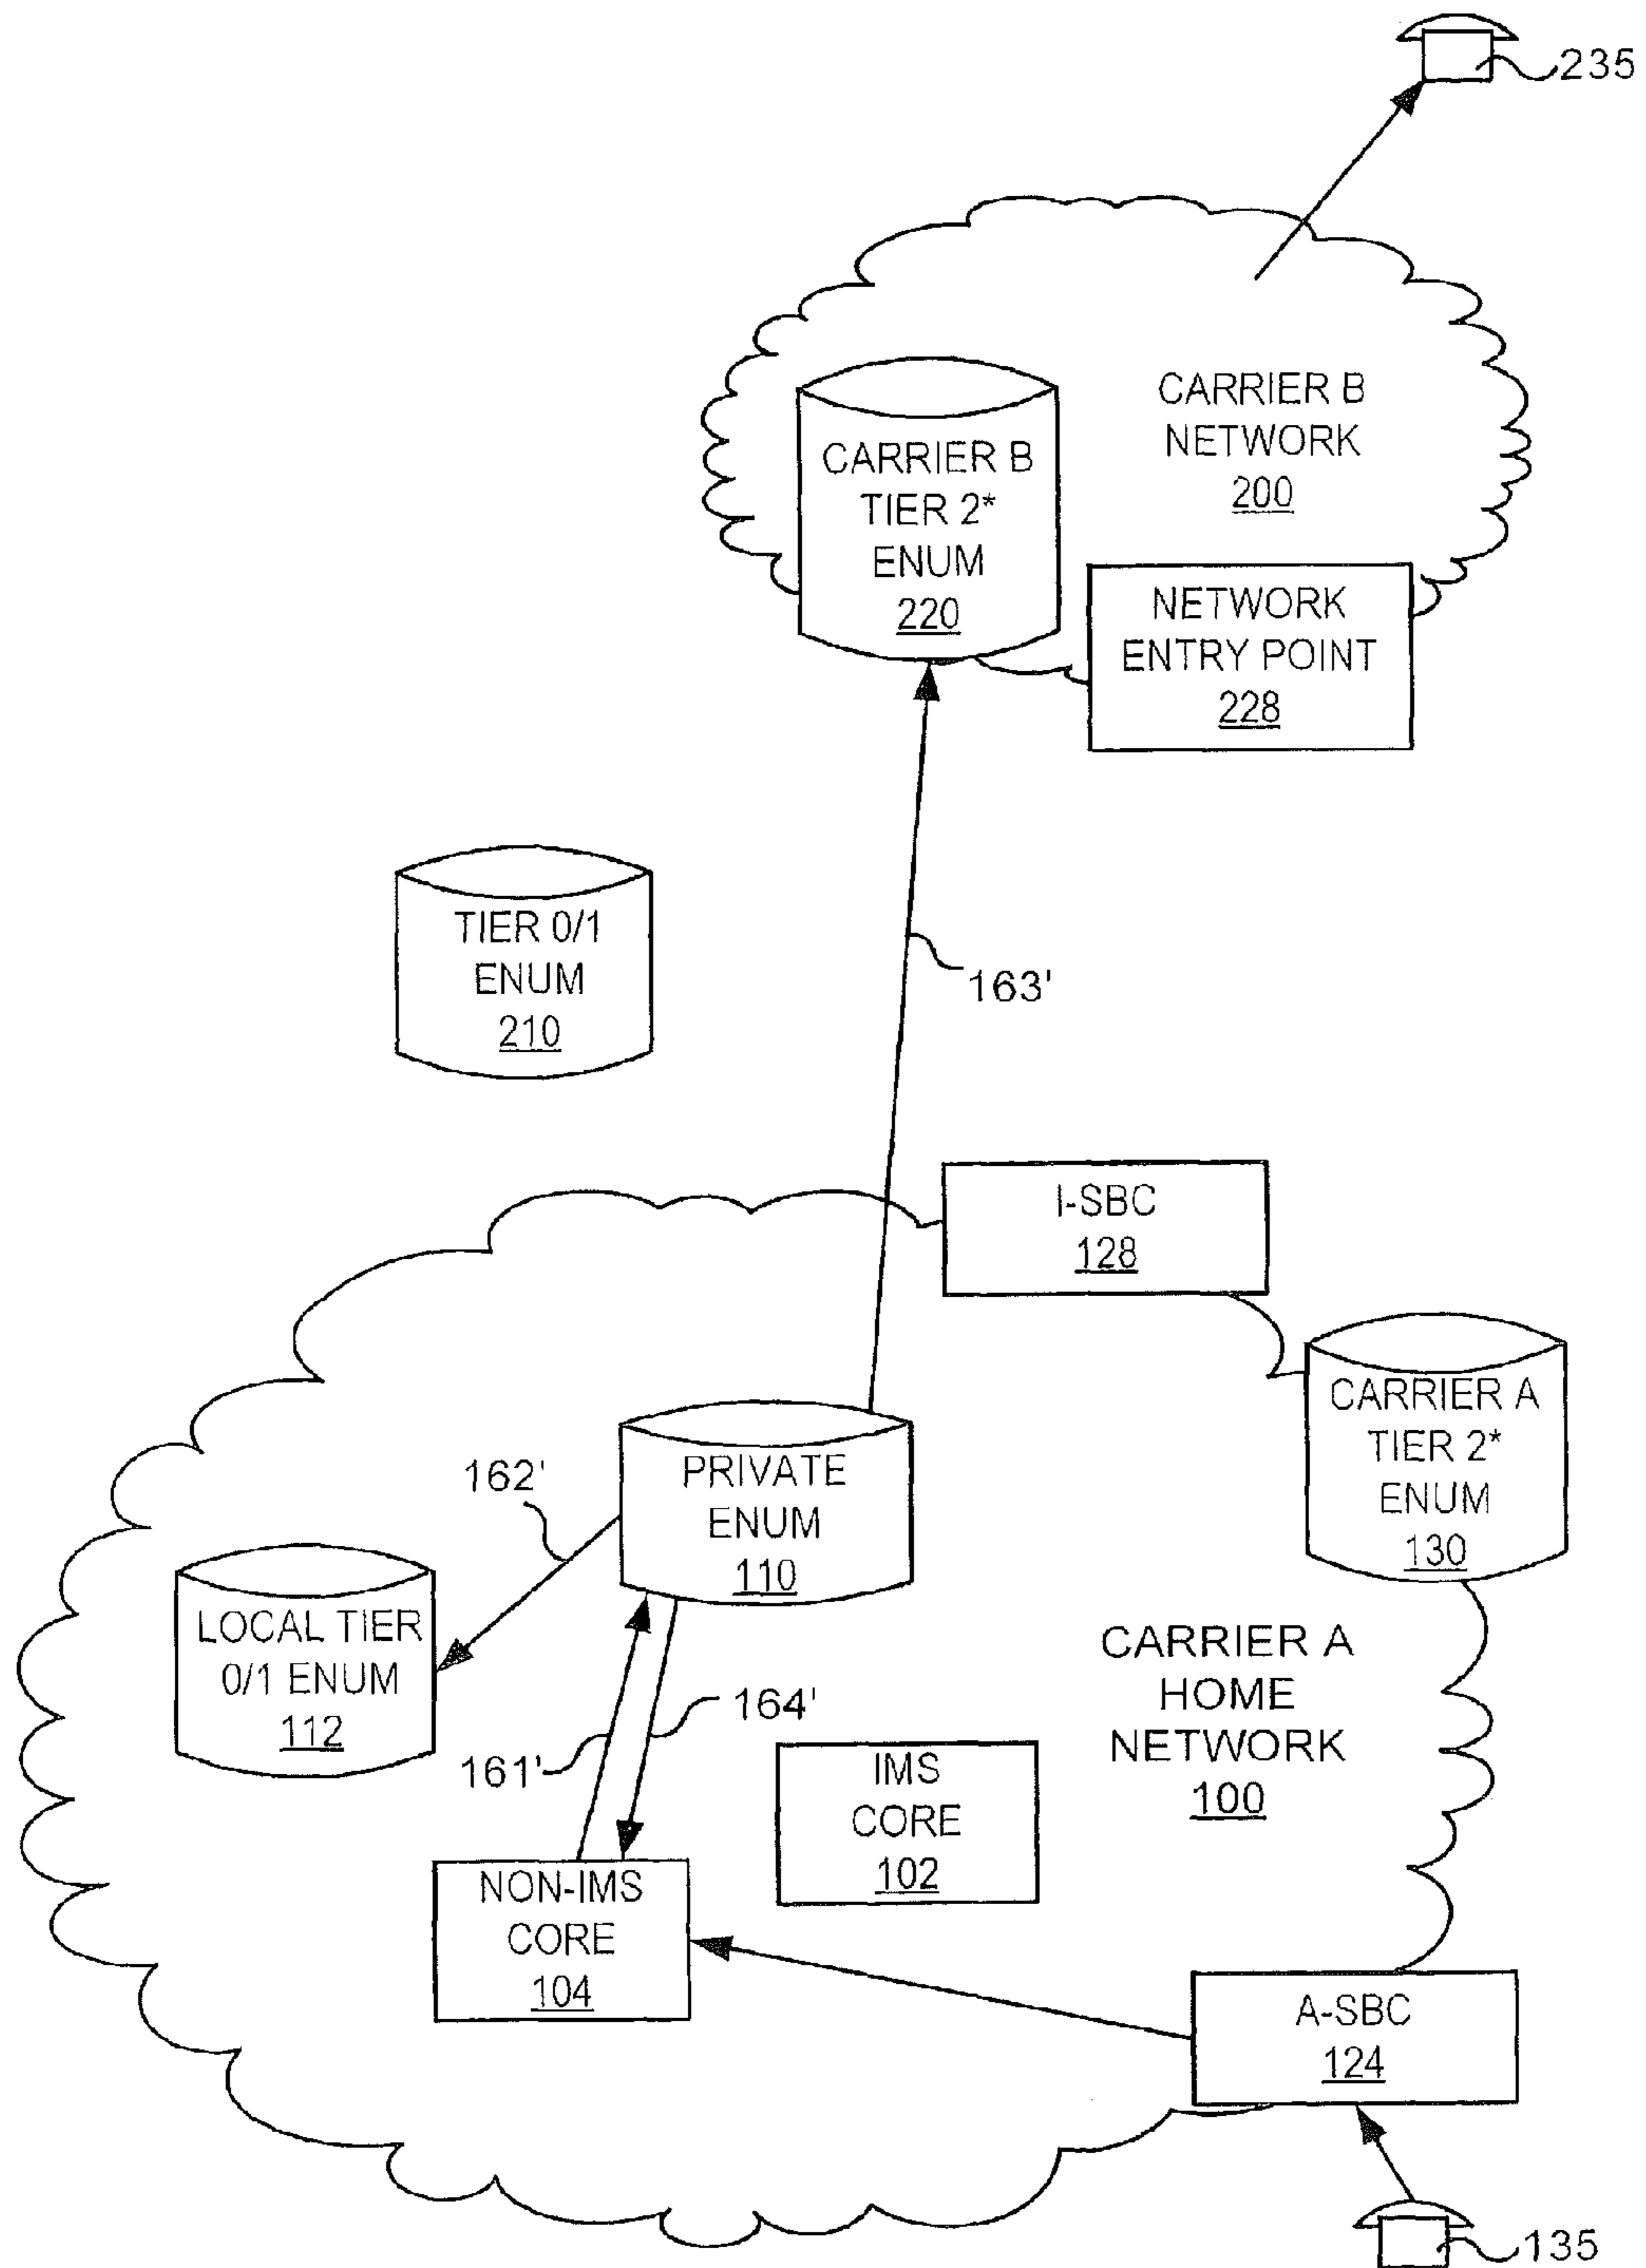 235
CARRIER B
NETWORK
200
CARRIER B
TIER 2*
ENUM
220
NETWORK
ENTRY POINT
228
TIER 0/1
ENUM
210
163'
I-SBC
128
CARRIER A
TIER 2*
ENUM
130
PRIVATE
ENUM
110
162'
LOCAL TIER
0/1 ENUM
112
164'
161'
CARRIER A
HOME
NETWORK
100
IMS
CORE
102
NON-IMS
CORE
104
A-SBC
124
135